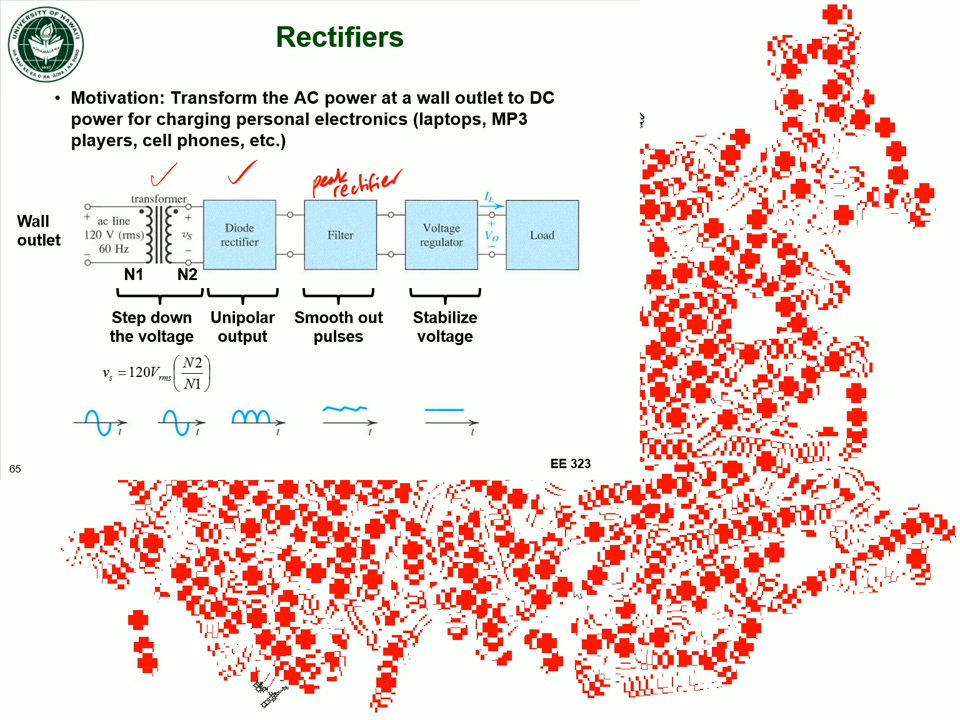 UNIVERSITY OF HAWAI'I
Rectifiers
• Motivation: Transform the AC power at a wall outlet to DC
power for charging personal electronics (laptops, MP3
players, cell phones, etc.)
peak
rectifier
transformer
Wall
outlet
+
ac line
120 V (rms)
60 Hz
−
+
vS
−
Diode
rectifier
Filter
Voltage
regulator
IL
+
VO
−
Load
N1
N2
Step down
the voltage
Unipolar
output
Smooth out
pulses
Stabilize
voltage
vs = 120Vrms (N2/N1)
t
t
t
t
t
65
EE 323